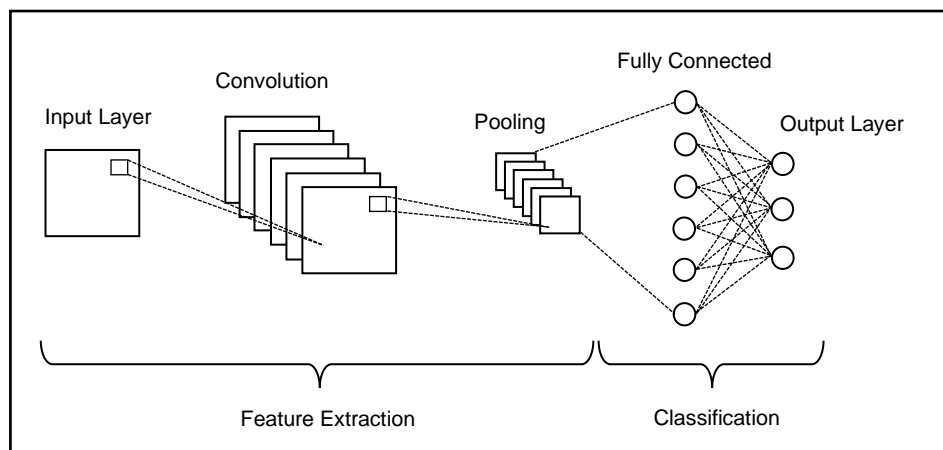 Input Layer
Convolution
Pooling
Fully Connected
Output Layer
Feature Extraction
Classification